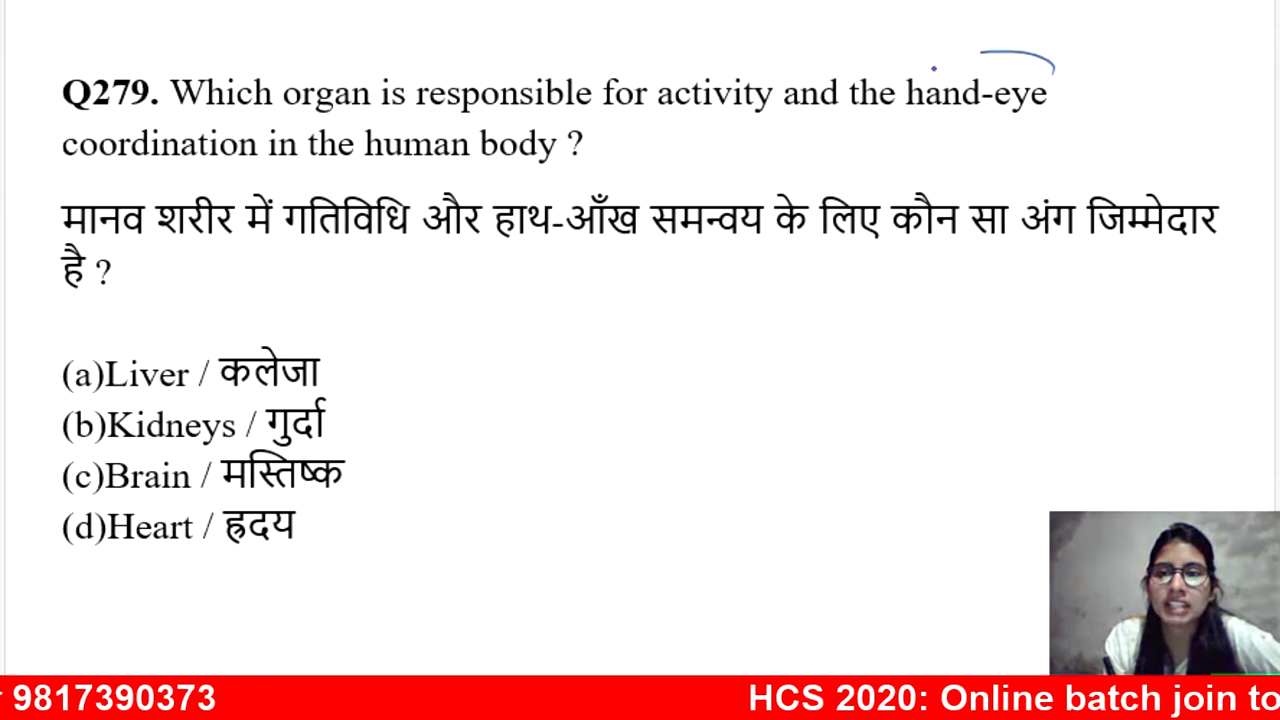 Q279. Which organ is responsible for activity and the hand-eye
coordination in the human body ?
मानव शरीर में गतिविधि और हाथ-आँख समन्वय के लिए कौन सा अंग जिम्मेदार
है ?
(a)Liver / कलेजा
(b)Kidneys / गुर्दा
(c)Brain / मस्तिष्क
(d)Heart / ह्रदय
9817390373 HCS 2020: Online batch join to